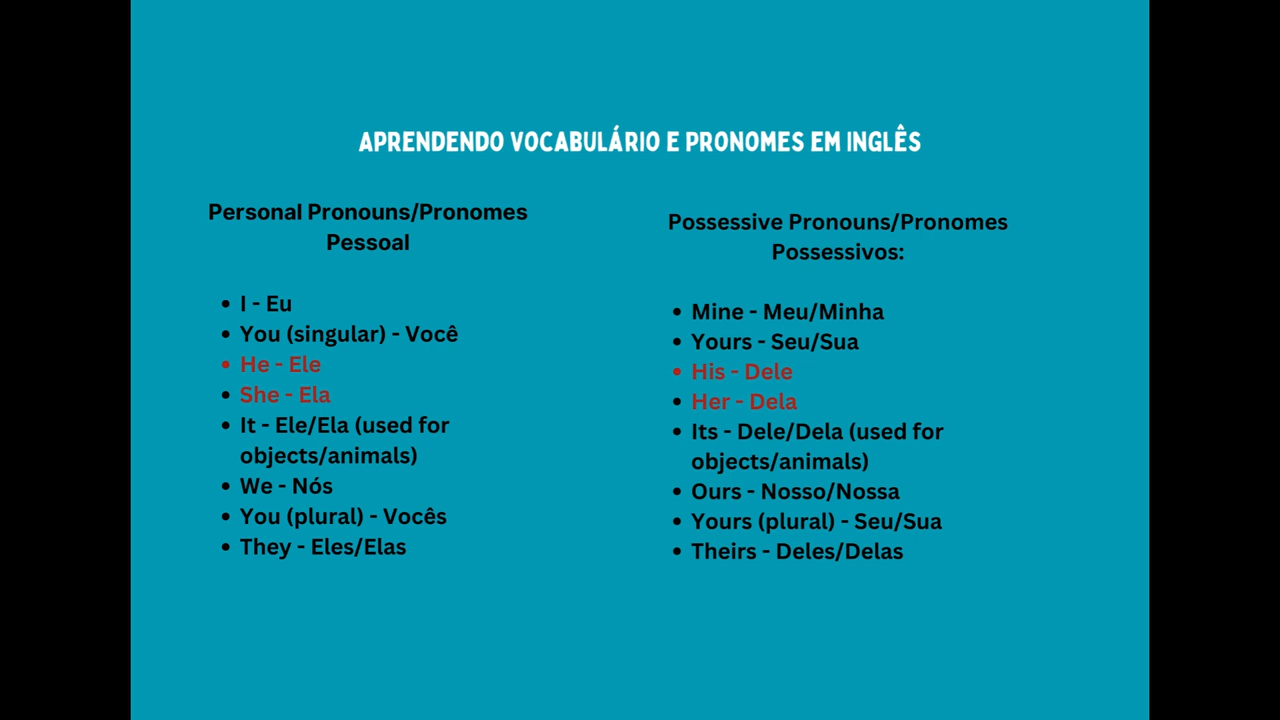 APRENDENDO VOCABULÁRIO E PRONOMES EM INGLÊS
Personal Pronouns/Pronomes
Pessoal
• I - Eu
• You (singular) - Você
• He - Ele
• She - Ela
• It - Ele/Ela (used for
objects/animals)
• We - Nós
• You (plural) - Vocês
• They - Eles/Elas
Possessive Pronouns/Pronomes
Possessivos:
• Mine - Meu/Minha
• Yours - Seu/Sua
• His - Dele
• Her - Dela
• Its - Dele/Dela (used for
objects/animals)
• Ours - Nosso/Nossa
• Yours (plural) - Seu/Sua
• Theirs - Deles/Delas